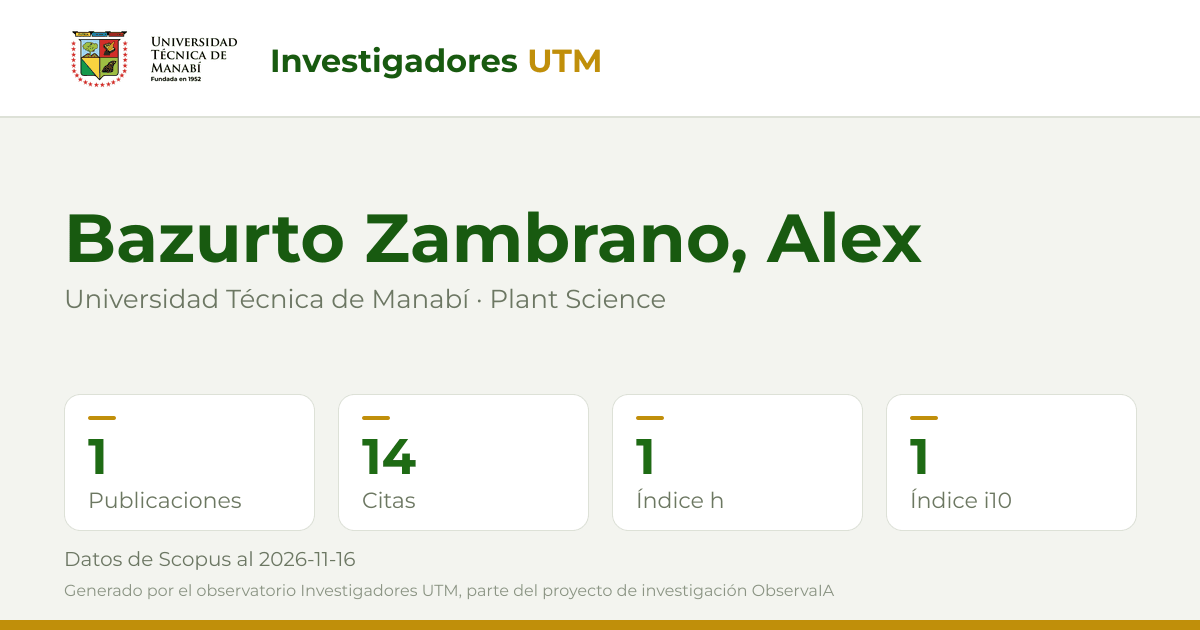 UNIVERSIDAD
TÉCNICA DE
MANABÍ
Fundada en 1952
Investigadores UTM
Bazurto Zambrano, Alex
Universidad Técnica de Manabí · Plant Science
1
Publicaciones
14
Citas
1
Índice h
1
Índice i10
Datos de Scopus al 2026-11-16
Generado por el observatorio Investigadores UTM, parte del proyecto de investigación ObservaIA